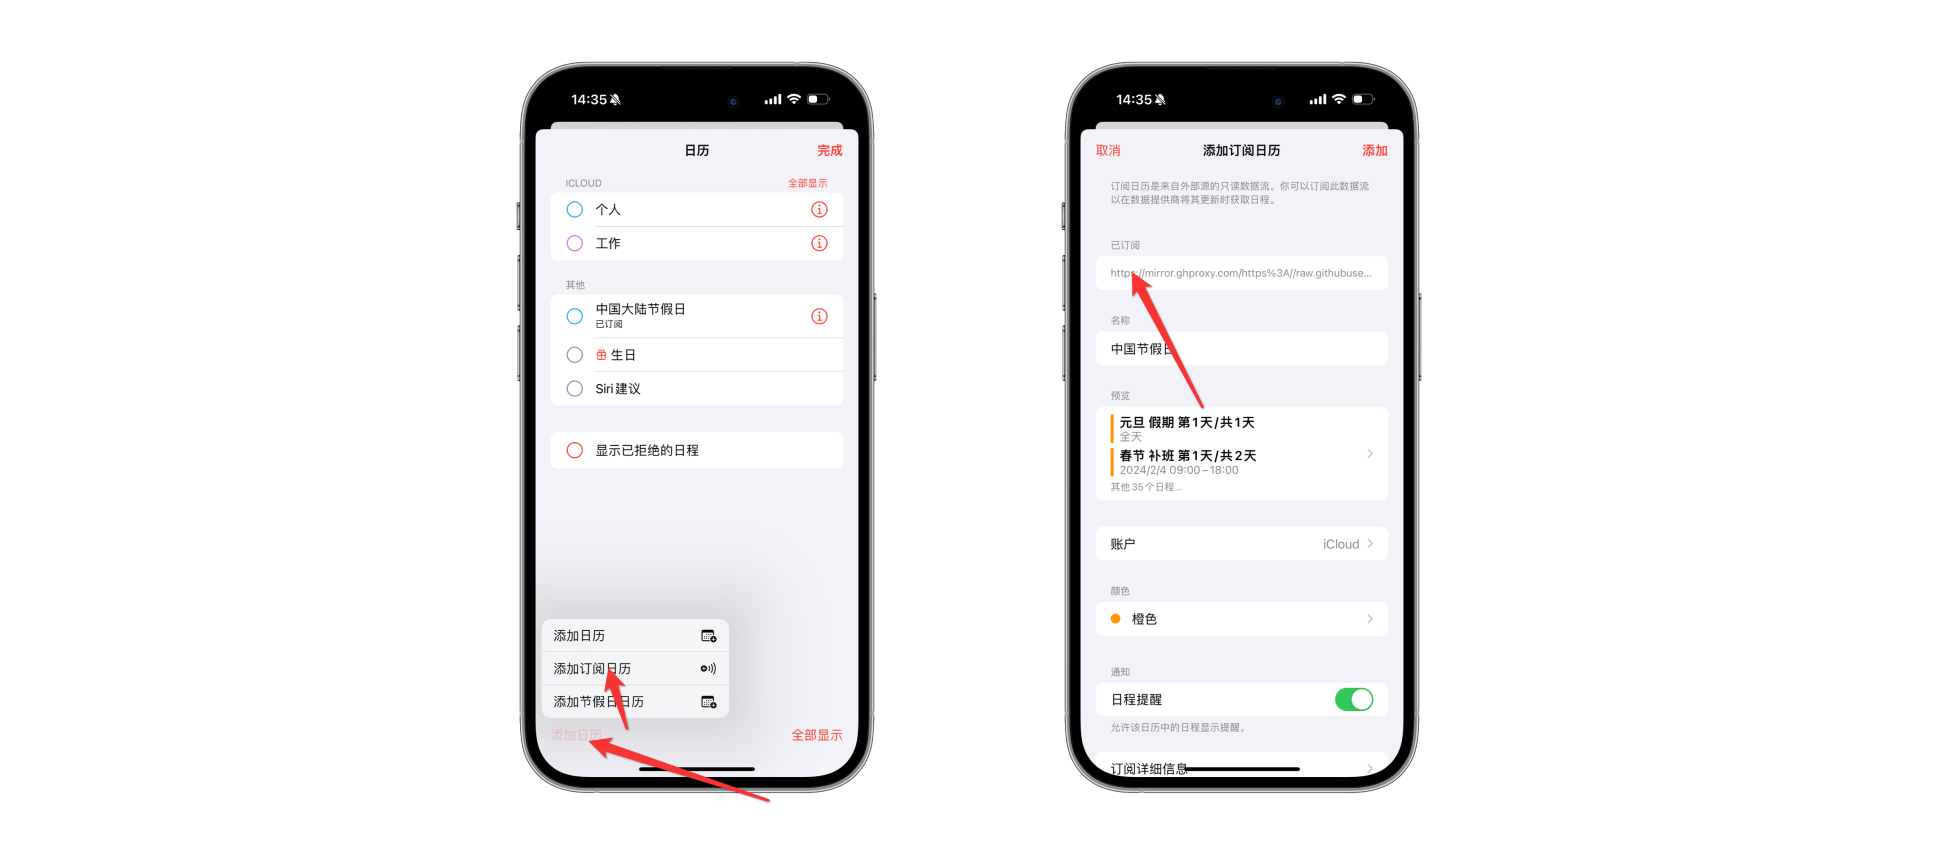 14:35
日历
完成
ICLOUD
全部显示
个人
工作
其他
中国大陆节假日
已订阅
生日
Siri建议
显示已拒绝的日程
添加日历
添加订阅日历
添加节假日日历
添加日历
全部显示
14:35
取消
添加订阅日历
添加
订阅日历是来自外部源的只读数据流。你可以订阅此数据流
以在数据提供商将其更新时获取日程。
已订阅
https://mirror.ghproxy.com/https%3A//raw.githubuse...
名称
中国节假日
预览
元旦 假期 第1天/共1天
全天
春节 补班 第1天/共2天
2024/2/4 09:00–18:00
其他35个日程...
账户
iCloud
颜色
橙色
通知
日程提醒
允许该日历中的日程显示提醒。
订阅详细信息